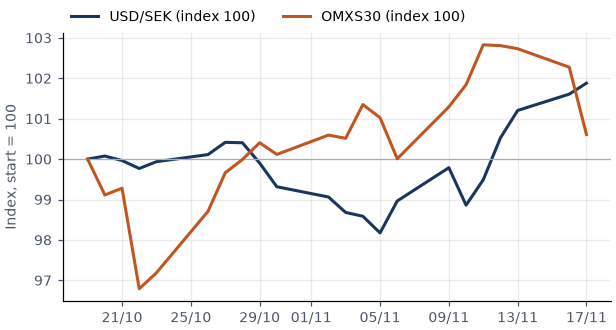 USD/SEK (index 100) OMXS30 (index 100)
Index, start = 100
103
102
101
100
99
98
97
21/10 25/10 29/10 01/11 05/11 09/11 13/11 17/11